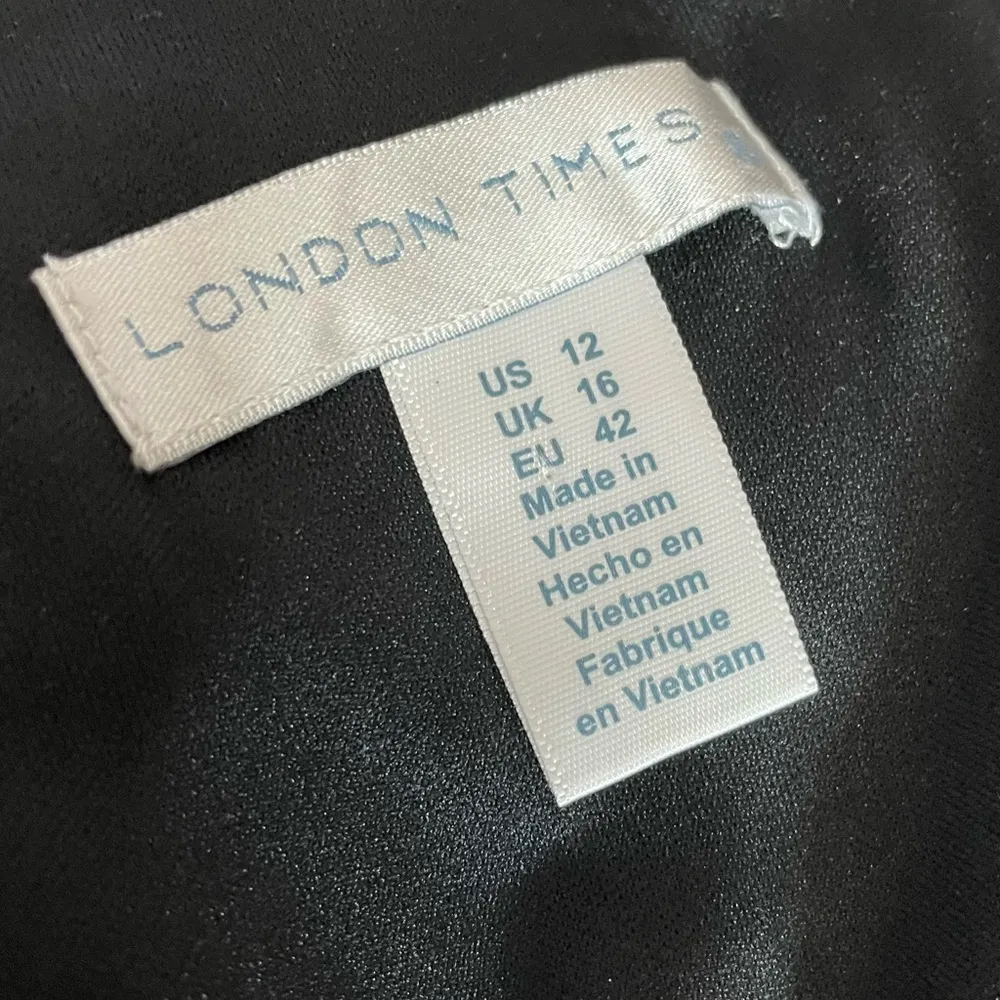 LONDON TIMES
US 12
UK 16
EU 42
Made in
Vietnam
Hecho en
Vietnam
Fabrique
en Vietnam